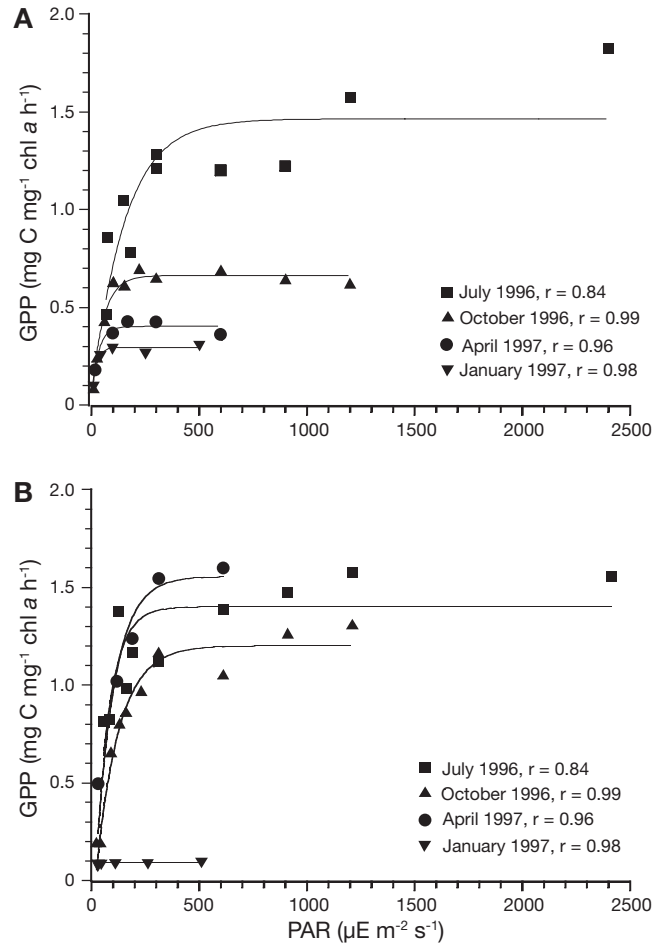 A
2.0
1.5
1.0
0.5
0
GPP (mg C mg⁻¹ chl a h⁻¹)
July 1996, r = 0.84
October 1996, r = 0.99
April 1997, r = 0.96
January 1997, r = 0.98
0 500 1000 1500 2000 2500
B
2.0
1.5
1.0
0.5
0
GPP (mg C mg⁻¹ chl a h⁻¹)
July 1996, r = 0.84
October 1996, r = 0.99
April 1997, r = 0.96
January 1997, r = 0.98
0 500 1000 1500 2000 2500
PAR (µE m⁻² s⁻¹)